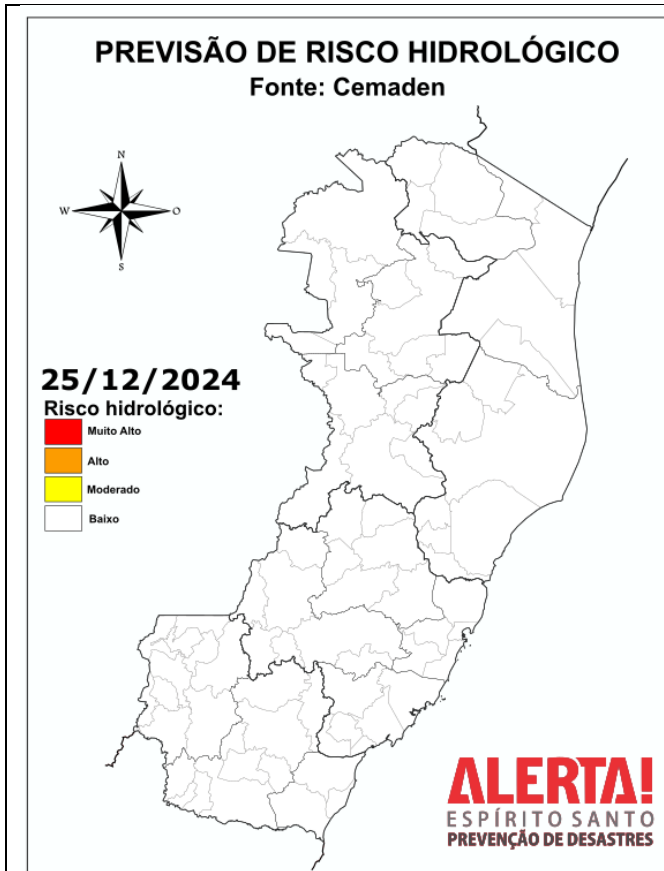 PREVISÃO DE RISCO HIDROLÓGICO
Fonte: Cemaden
N
W
O
S
25/12/2024
Risco hidrológico:
Muito Alto
Alto
Moderado
Baixo
ALERTA!
ESPÍRITO SANTO
PREVENÇÃO DE DESASTRES